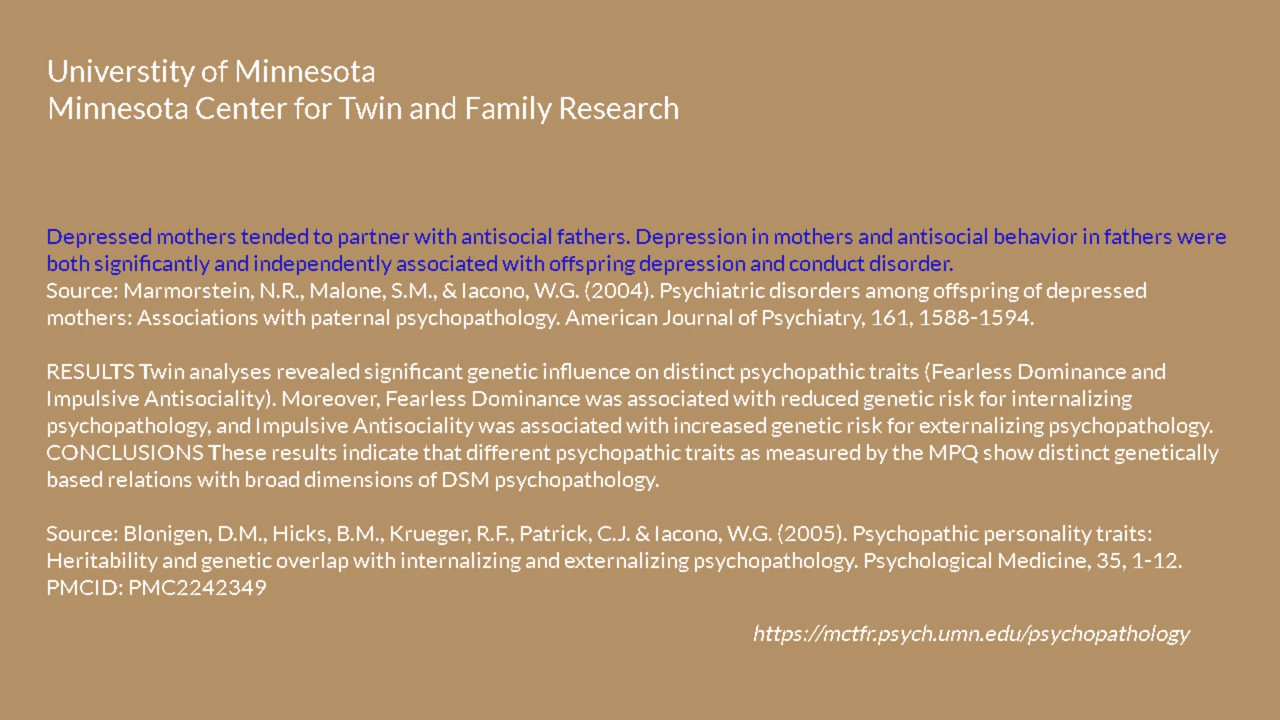 Universtity of Minnesota
Minnesota Center for Twin and Family Research
Depressed mothers tended to partner with antisocial fathers. Depression in mothers and antisocial behavior in fathers were
both significantly and independently associated with offspring depression and conduct disorder.
Source: Marmorstein, N.R., Malone, S.M., & Iacono, W.G. (2004). Psychiatric disorders among offspring of depressed
mothers: Associations with paternal psychopathology. American Journal of Psychiatry, 161, 1588-1594.
RESULTS Twin analyses revealed significant genetic influence on distinct psychopathic traits (Fearless Dominance and
Impulsive Antisociality). Moreover, Fearless Dominance was associated with reduced genetic risk for internalizing
psychopathology, and Impulsive Antisociality was associated with increased genetic risk for externalizing psychopathology.
CONCLUSIONS These results indicate that different psychopathic traits as measured by the MPQ show distinct genetically
based relations with broad dimensions of DSM psychopathology.
Source: Blonigen, D.M., Hicks, B.M., Krueger, R.F., Patrick, C.J. & Iacono, W.G. (2005). Psychopathic personality traits:
Heritability and genetic overlap with internalizing and externalizing psychopathology. Psychological Medicine, 35, 1-12.
PMCID: PMC2242349
https://mctfr.psych.umn.edu/psychopathology